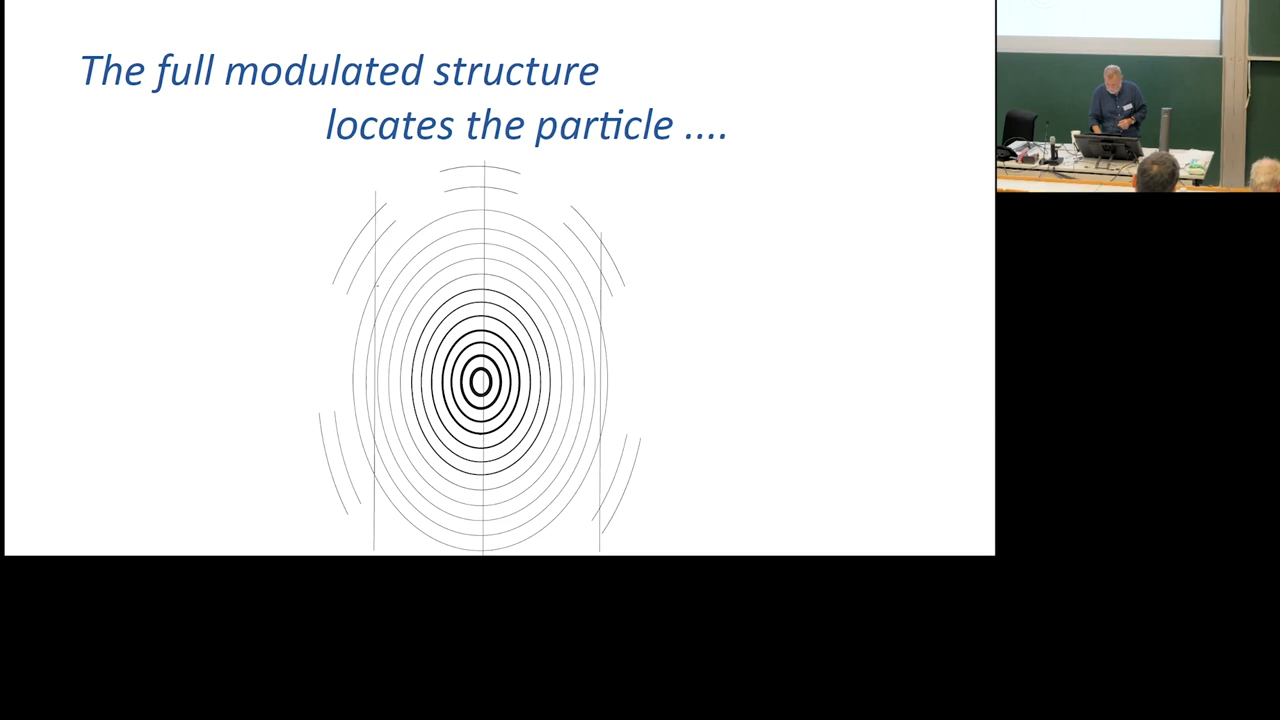 The full modulated structure
locates the particle ....